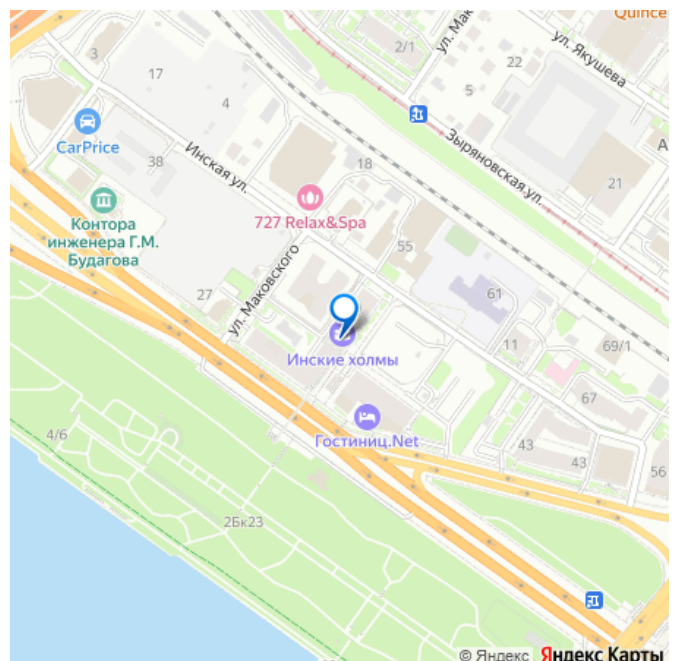 Quince
ул. Мак
2/1
ул. Якушева
3
17
22
5
4
CarPrice
Зыряновская ул.
А
Инская ул.
38
18
21
727 Relax&Spa
Контора
инженера Г.М.
Будагова
55
ул. Маковского
27
61
11
69/1
Инские холмы
67
Гостиниц.Net
4/6
43
43
56
2Бк23
© Яндекс Яндекс Карты